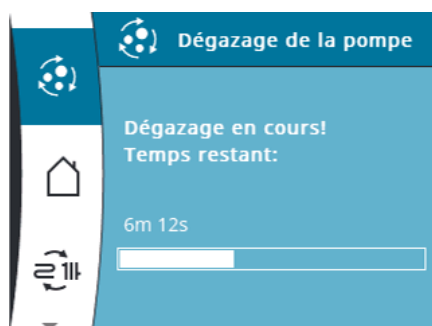 Dégazage de la pompe
Dégazage en cours!
Temps restant:
6m 12s